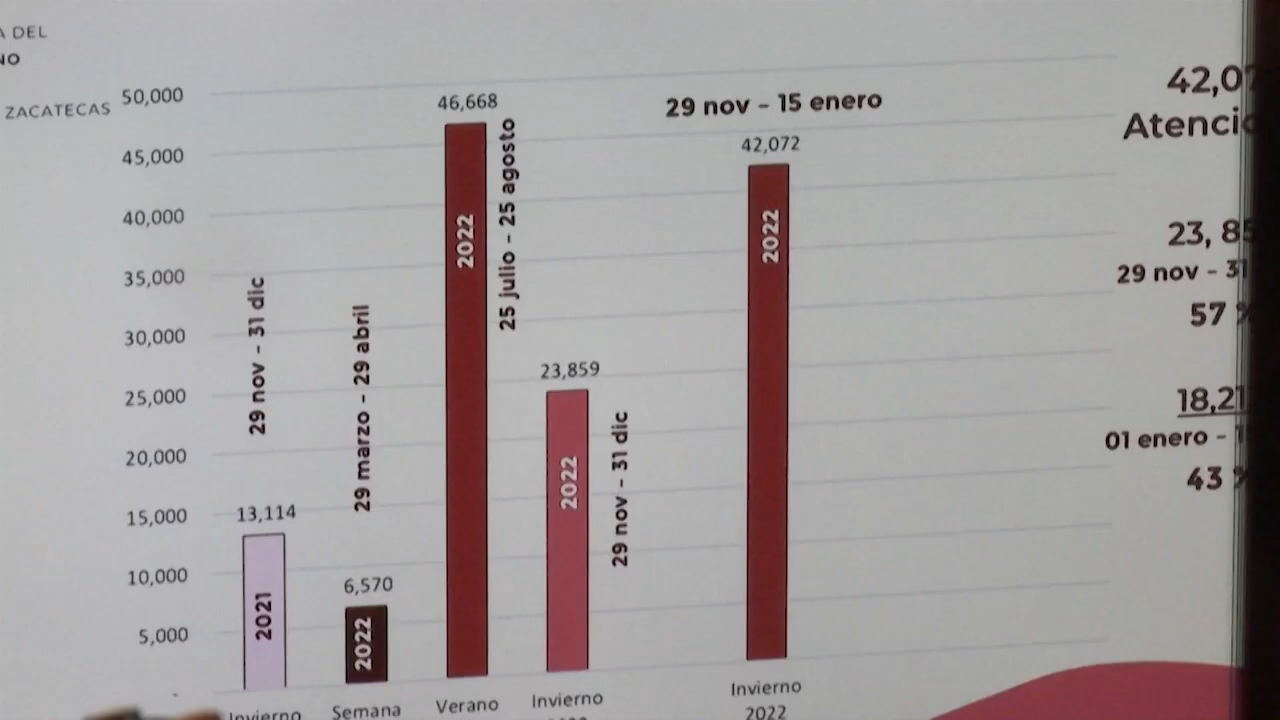 DEL
ZACATECAS
50,000
45,000
40,000
35,000
30,000
25,000
20,000
15,000
10,000
5,000
-
13,114
2021
29 nov – 31 dic
Invierno
6,570
2022
29 marzo – 29 abril
Semana
46,668
2022
25 julio – 25 agosto
Verano
23,859
2022
29 nov – 31 dic
Invierno
29 nov – 15 enero
42,072
2022
Invierno
2022
42,0
Atenci
23, 8
29 nov – 31
57
18,21
01 enero –
43